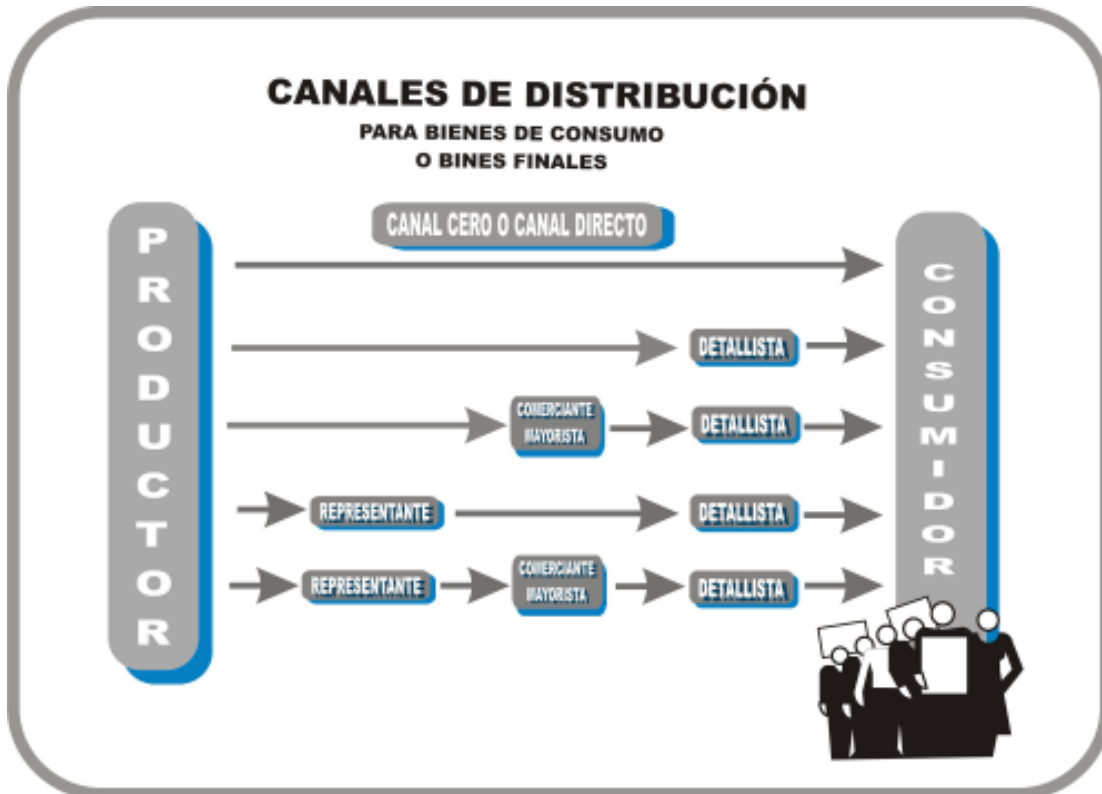 CANALES DE DISTRIBUCIÓN
PARA BIENES DE CONSUMO
O BINES FINALES
CANAL CERO O CANAL DIRECTO
PRODUCTOR
DETALLISTA
COMERCIANTE
MAYORISTA
DETALLISTA
REPRESENTANTE
DETALLISTA
REPRESENTANTE
COMERCIANTE
MAYORISTA
DETALLISTA
CONSUMIDOR